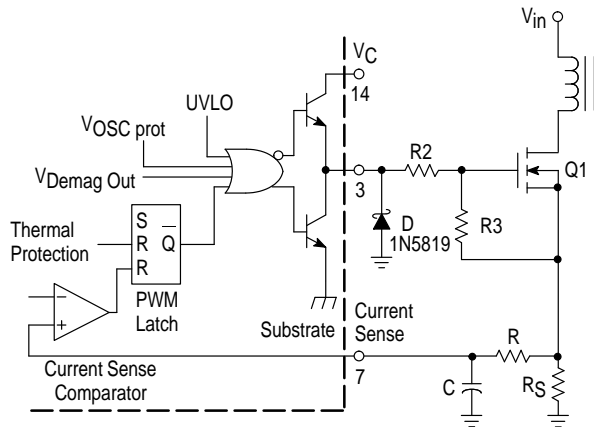 Vin
VC
14
UVLO
VOSC prot
VDemag Out
R2
Q1
3
Thermal
Protection
S
R Q
R
D
1N5819
R3
PWM
Latch
Substrate
Current
Sense
Current Sense
Comparator
7
R
C
RS
− 
+